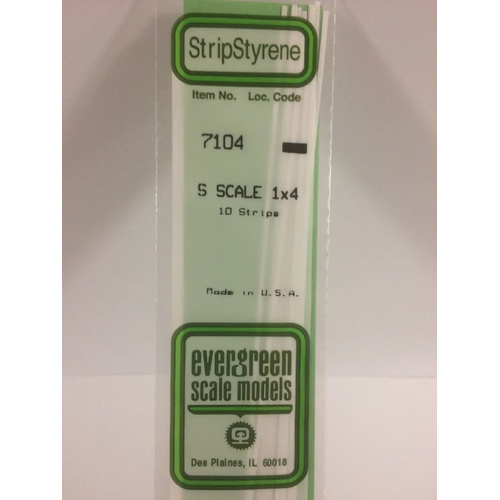 StripStyrene
Item No. Loc. Code
7104
S SCALE 1x4
10 Strips
Made in U.S.A.
evergreen
scale models
Des Plaines, IL 60018